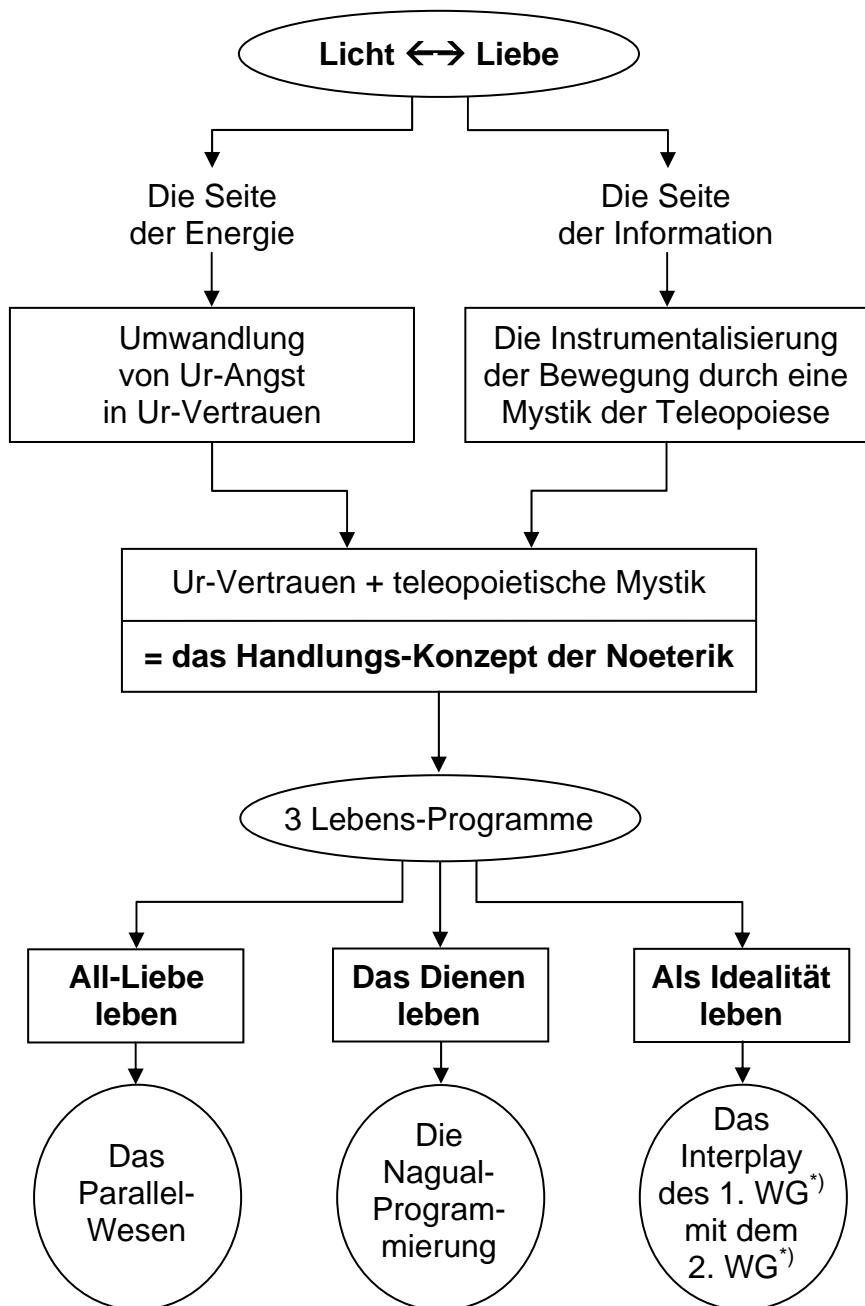 Licht ←→ Liebe
Die Seite
der Energie
Die Seite
der Information
Umwandlung
von Ur-Angst
in Ur-Vertrauen
Die Instrumentalisierung
der Bewegung durch eine
Mystik der Teleopoiese
Ur-Vertrauen + teleopoietische Mystik
= das Handlungs-Konzept der Noeterik
3 Lebens-Programme
All-Liebe
leben
Das Dienen
leben
Als Idealität
leben
Das
Parallel-
Wesen
Die
Nagual-
Program-
mierung
Das
Interplay
des 1. WG*)
mit dem
2. WG*)